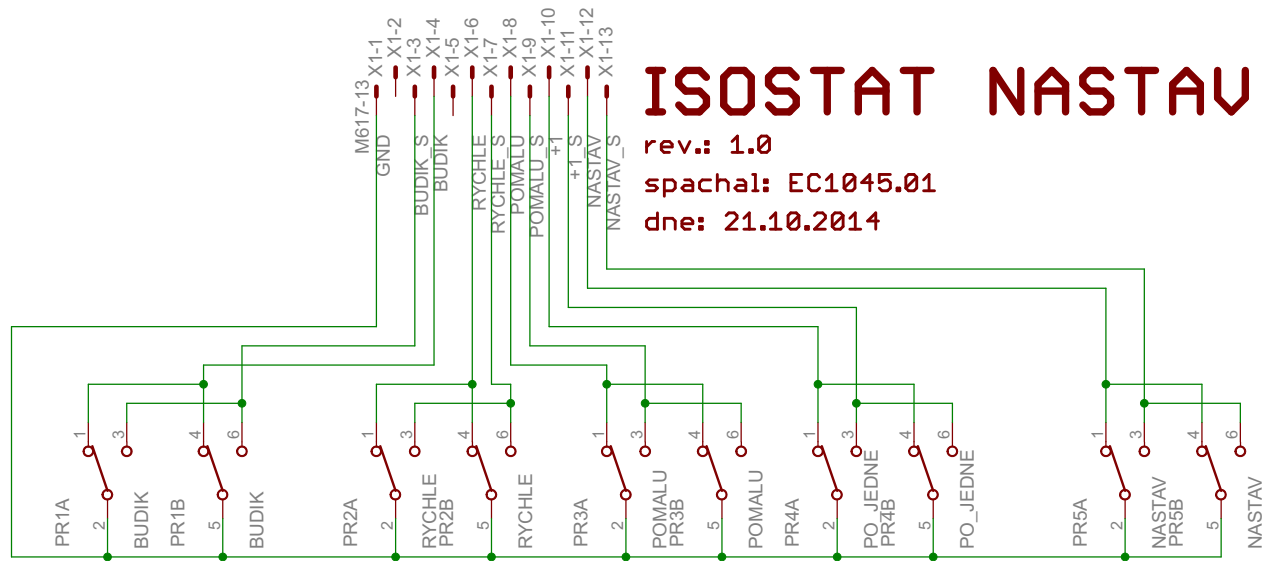 X1-1
X1-2
X1-3
X1-4
X1-5
X1-6
X1-7
X1-8
X1-9
X1-10
X1-11
X1-12
X1-13
M617-13
ISOSTAT NASTAV
rev.: 1.0
spachal: EC1045.01
dne: 21.10.2014
GND
BUDIK_S
BUDIK
RYCHLE
RYCHLE_S
POMALU
POMALU_S
+1
+1_S
NASTAV
NASTAV_S
1
3
4
6
1
3
4
6
1
3
4
6
1
3
4
6
1
3
4
6
PR1A
2
BUDIK
PR1B
5
BUDIK
PR2A
2
RYCHLE
PR2B
5
RYCHLE
PR3A
2
POMALU
PR3B
5
POMALU
PR4A
2
PO_JEDNE
PR4B
5
PO_JEDNE
PR5A
2
NASTAV
PR5B
5
NASTAV